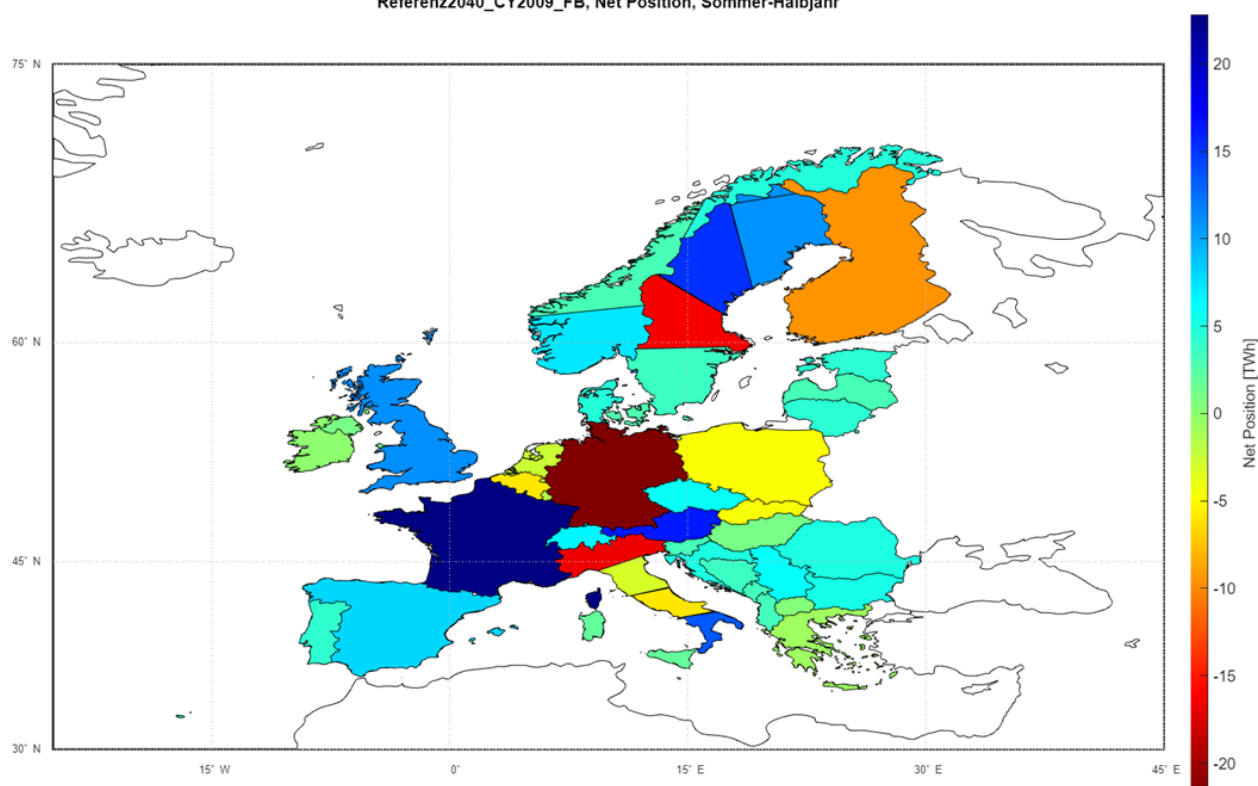 Referenz2040_CY2009_FB, Net Position, Sommer-Halbjahr
75° N
60° N
45° N
30° N
15° W
0°
15° E
30° E
45° E
20
15
10
5
0
-5
-10
-15
-20
Net Position [TWh]